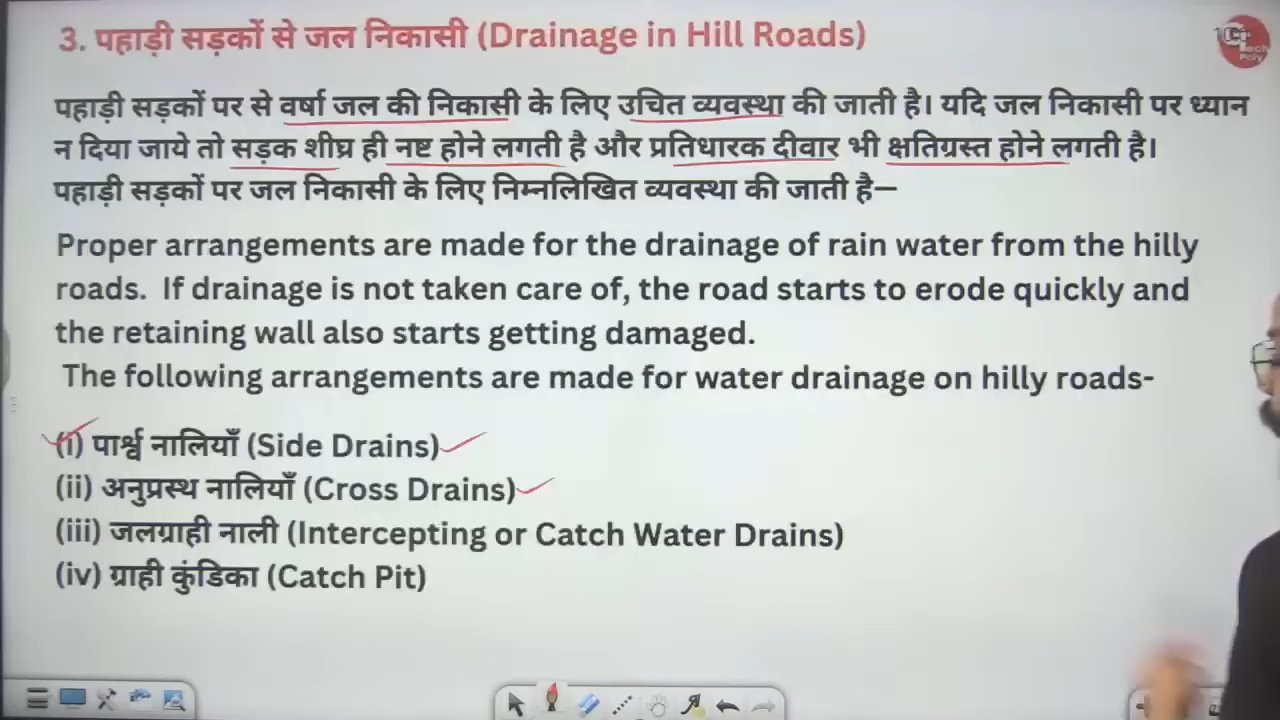 3. पहाड़ी सड़कों से जल निकासी (Drainage in Hill Roads)
पहाड़ी सड़कों पर से वर्षा जल की निकासी के लिए उचित व्यवस्था की जाती है। यदि जल निकासी पर ध्यान
न दिया जाये तो सड़क शीघ्र ही नष्ट होने लगती है और प्रतिधारक दीवार भी क्षतिग्रस्त होने लगती है।
पहाड़ी सड़कों पर जल निकासी के लिए निम्नलिखित व्यवस्था की जाती है—
Proper arrangements are made for the drainage of rain water from the hilly
roads. If drainage is not taken care of, the road starts to erode quickly and
the retaining wall also starts getting damaged.
The following arrangements are made for water drainage on hilly roads-
(i) पार्श्व नालियाँ (Side Drains)
(ii) अनुप्रस्थ नालियाँ (Cross Drains)
(iii) जलग्राही नाली (Intercepting or Catch Water Drains)
(iv) ग्राही कुंडिका (Catch Pit)